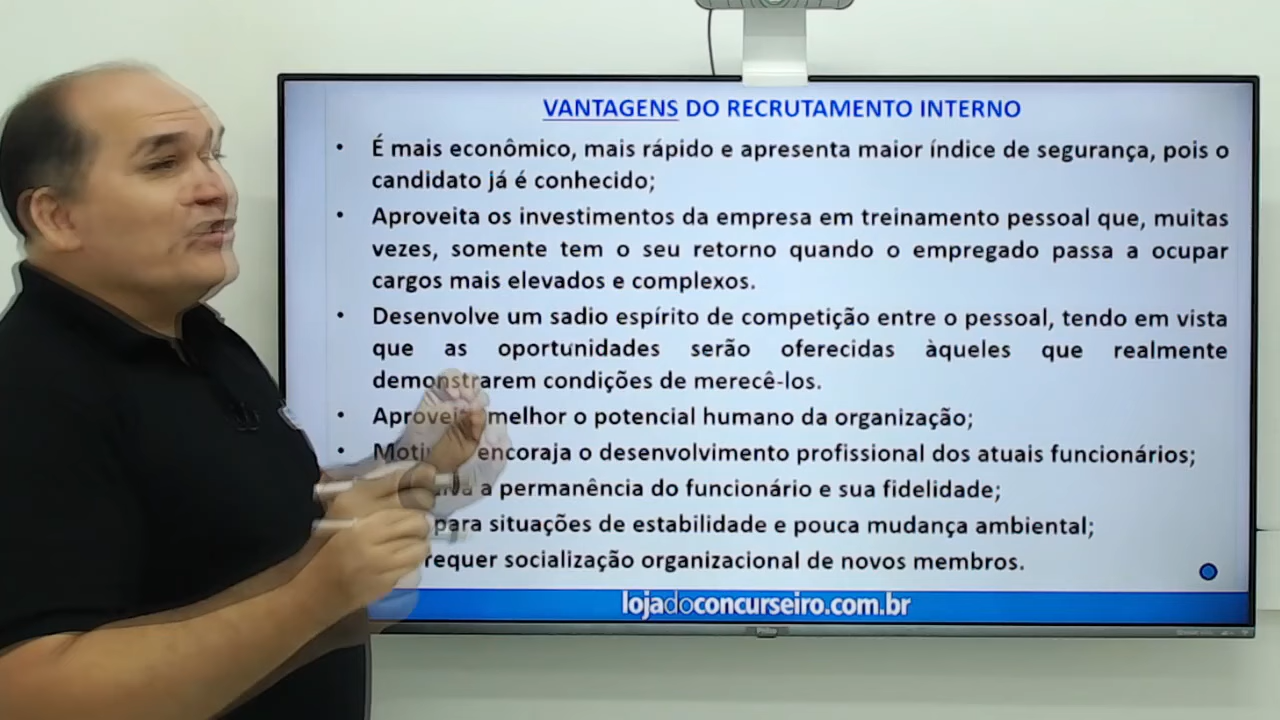 VANTAGENS DO RECRUTAMENTO INTERNO
• É mais econômico, mais rápido e apresenta maior índice de segurança, pois o
candidato já é conhecido;
• Aproveita os investimentos da empresa em treinamento pessoal que, muitas
vezes, somente tem o seu retorno quando o empregado passa a ocupar
cargos mais elevados e complexos.
• Desenvolve um sadio espírito de competição entre o pessoal, tendo em vista
que as oportunidades serão oferecidas àqueles que realmente
demonstrarem condições de merecê-los.
• Aproveita melhor o potencial humano da organização;
• encoraja o desenvolvimento profissional dos atuais funcionários;
a permanência do funcionário e sua fidelidade;
para situações de estabilidade e pouca mudança ambiental;
requer socialização organizacional de novos membros.
lojadoconcurseiro.com.br